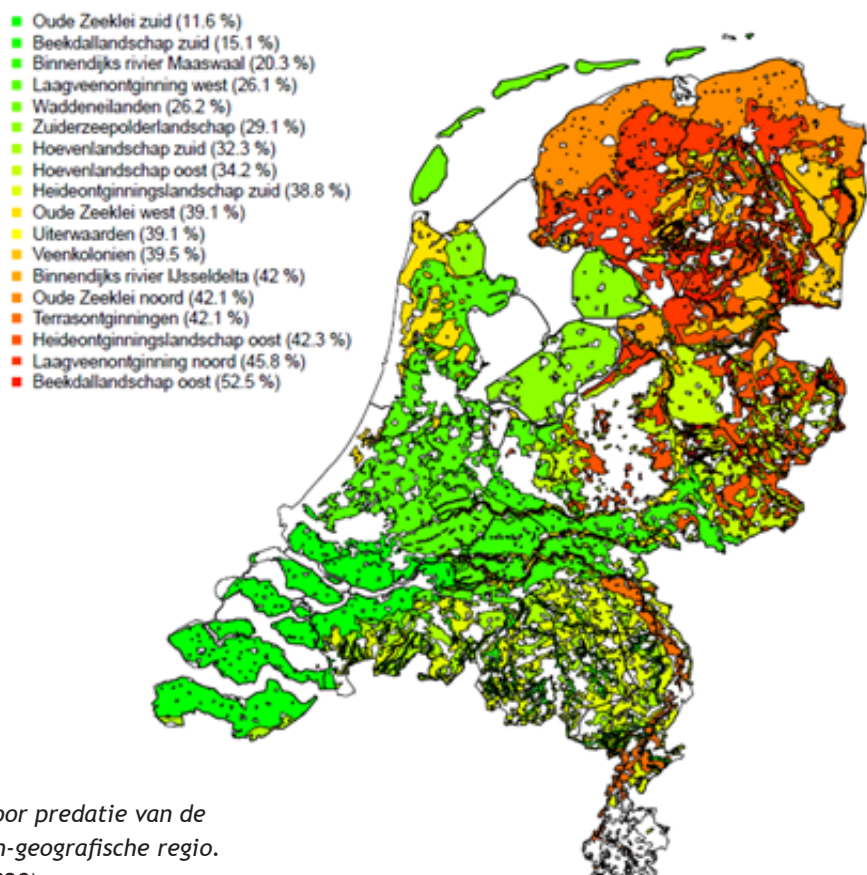 Oude Zeeklei zuid (11.6 %)
Beekdallandschap zuid (15.1 %)
Binnendijks rivier Maaswaal (20.3 %)
Laagveenontginning west (26.1 %)
Waddeneilanden (26.2 %)
Zuiderzeepolderlandschap (29.1 %)
Hoevenlandschap zuid (32.3 %)
Hoevenlandschap oost (34.2 %)
Heideontginningslandschap zuid (38.8 %)
Oude Zeeklei west (39.1 %)
Uiterwaarden (39.1 %)
Veenkolonien (39.5 %)
Binnendijks rivier IJsseldelta (42 %)
Oude Zeeklei noord (42.1 %)
Terrasontginningen (42.1 %)
Heideontginningslandschap oost (42.3 %)
Laagveenontginning noord (45.8 %)
Beekdallandschap oost (52.5 %)
oor predatie van de
n-geografische regio.